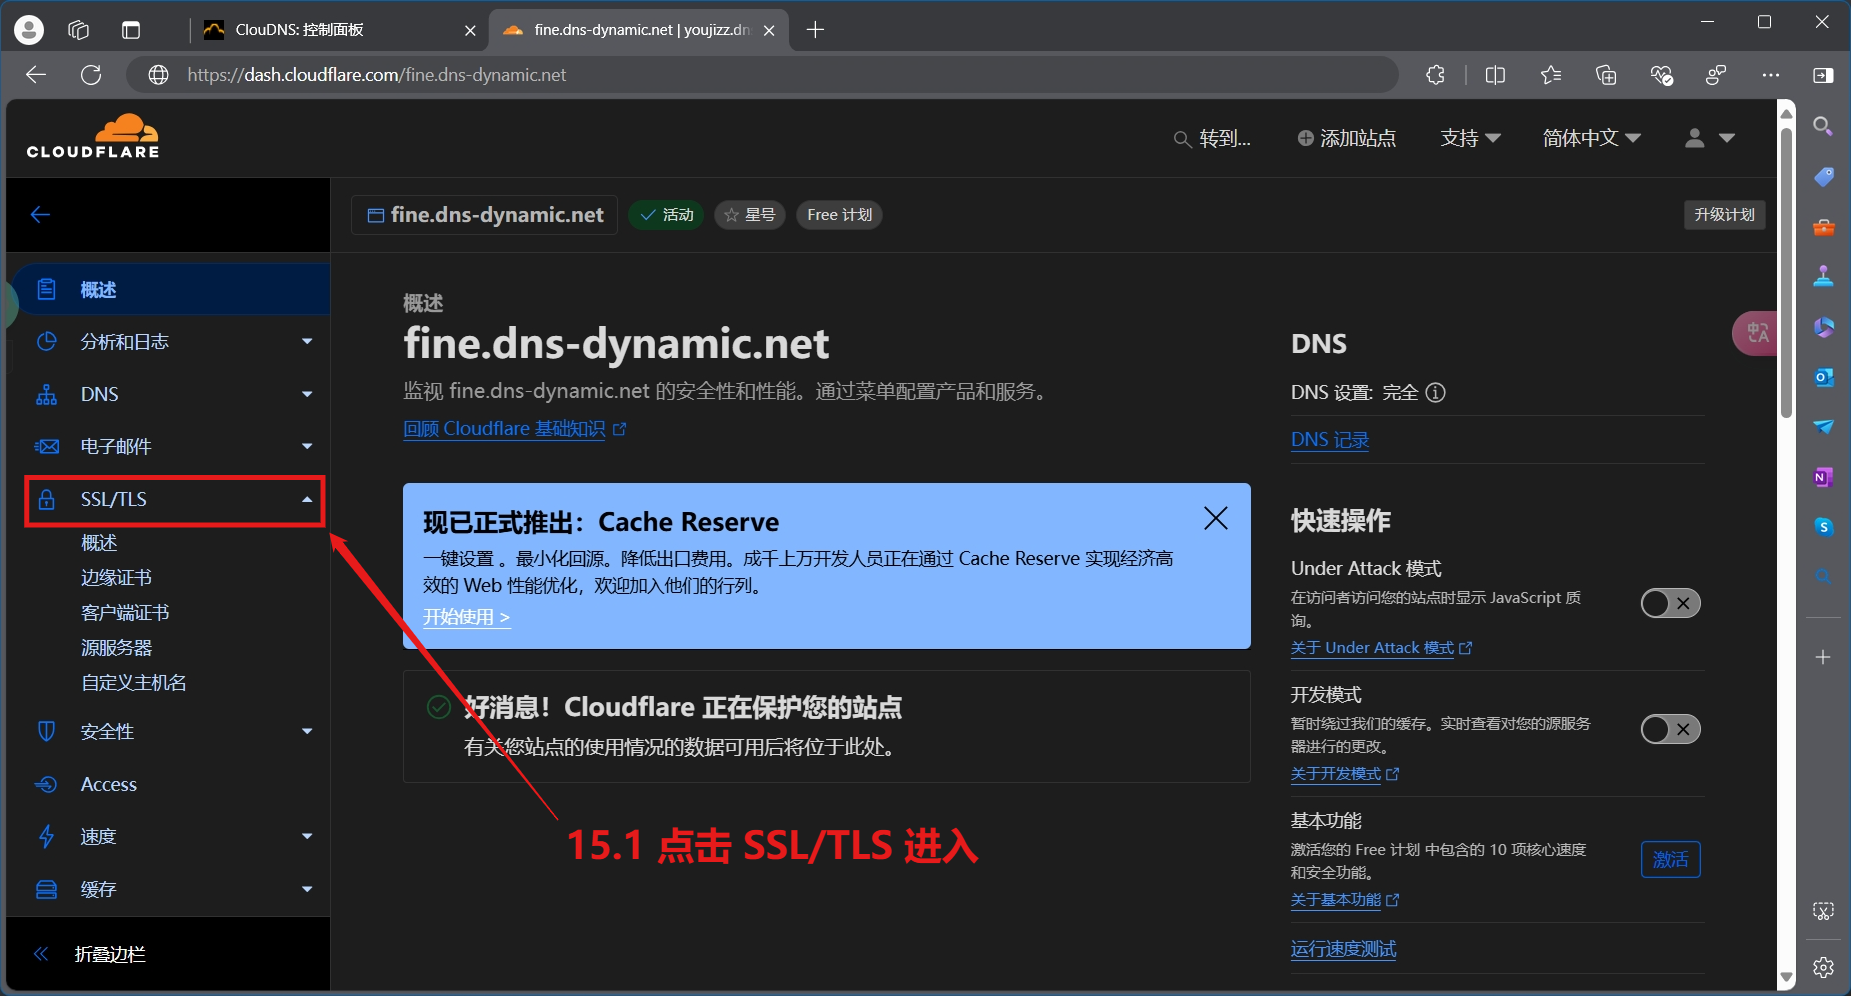 ClouDNS: 控制面板
fine.dns-dynamic.net | youjizz.dn
https://dash.cloudflare.com/fine.dns-dynamic.net
CLOUDFLARE
转到...
添加站点
支持
简体中文
fine.dns-dynamic.net
活动
星号
Free 计划
升级计划
概述
分析和日志
DNS
电子邮件
SSL/TLS
概述
边缘证书
客户端证书
源服务器
自定义主机名
安全性
Access
速度
缓存
折叠边栏
概述
fine.dns-dynamic.net
监视 fine.dns-dynamic.net 的安全性和性能。通过菜单配置产品和服务。
回顾 Cloudflare 基础知识
现已正式推出：Cache Reserve
一键设置 。最小化回源。降低出口费用。成千上万开发人员正在通过 Cache Reserve 实现经济高
效的 Web 性能优化，欢迎加入他们的行列。
开始使用 >
好消息！Cloudflare 正在保护您的站点
有关您站点的使用情况的数据可用后将位于此处。
15.1 点击 SSL/TLS 进入
DNS
DNS 设置: 完全
DNS 记录
快速操作
Under Attack 模式
在访问者访问您的站点时显示 JavaScript 质
询。
关于 Under Attack 模式
开发模式
暂时绕过我们的缓存。实时查看对您的源服务
器进行的更改。
关于开发模式
基本功能
激活您的 Free 计划 中包含的 10 项核心速度
和安全功能。
激活
关于基本功能
运行速度测试